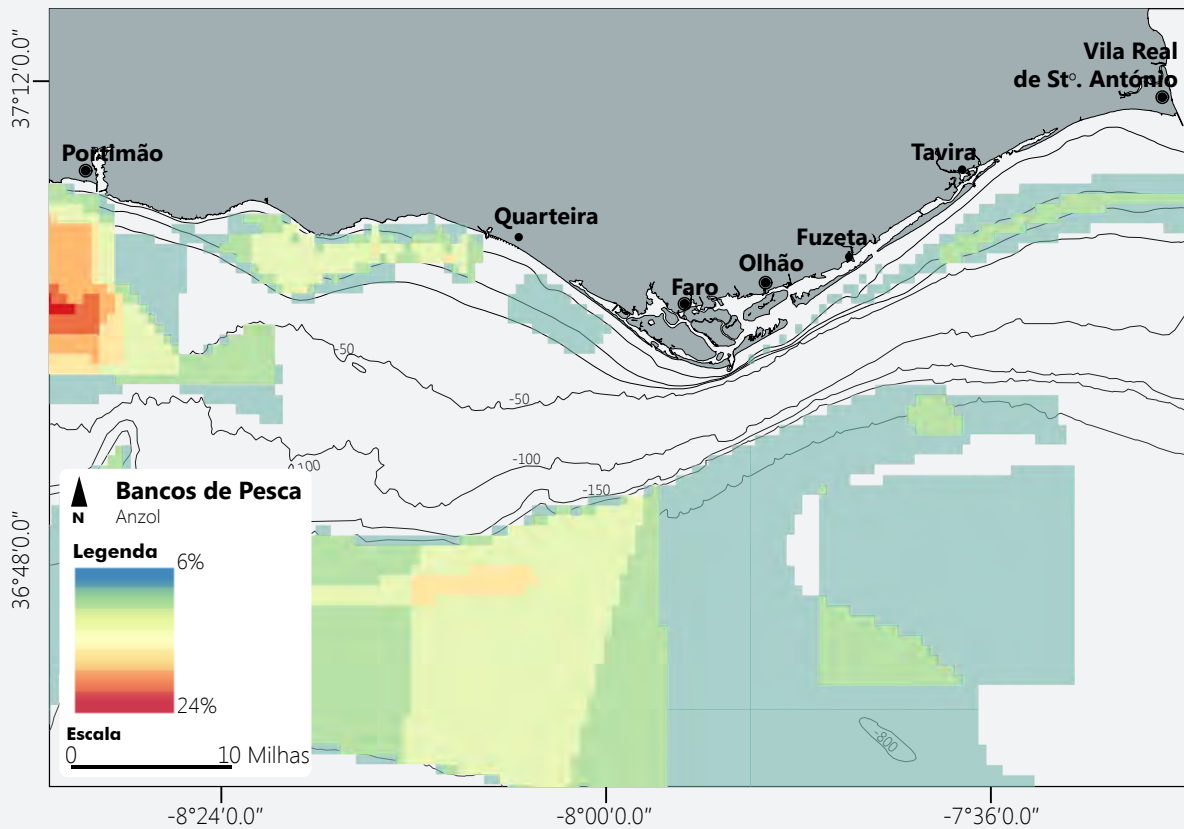 37°12'0.0"
Vila Real
de Stº. António
Portimão
Tavira
Quarteira
Fuzeta
Olhão
Faro
-50
-50
-100
-100
-150
36°48'0.0"
Bancos de Pesca
N
Anzol
Legenda
6%
24%
Escala
0
10 Milhas
-800
-8°24'0.0"
-8°00'0.0"
-7°36'0.0"